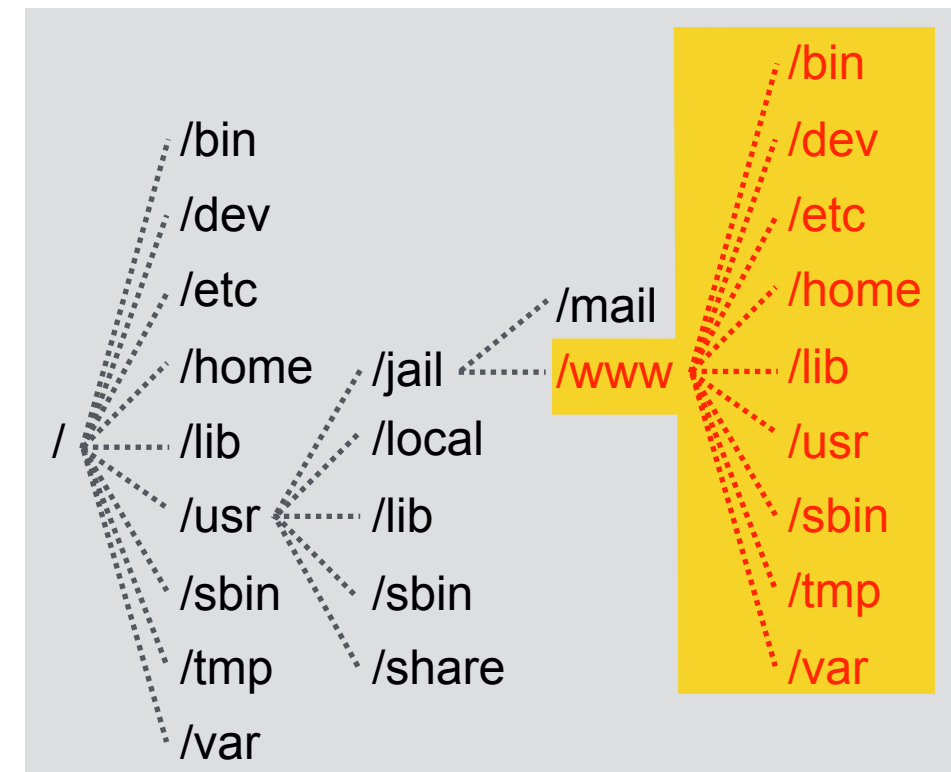 /
/bin
/dev
/etc
/home
/lib
/usr
/sbin
/tmp
/var
/jail
/local
/lib
/sbin
/share
/mail
/www
/bin
/dev
/etc
/home
/lib
/usr
/sbin
/tmp
/var